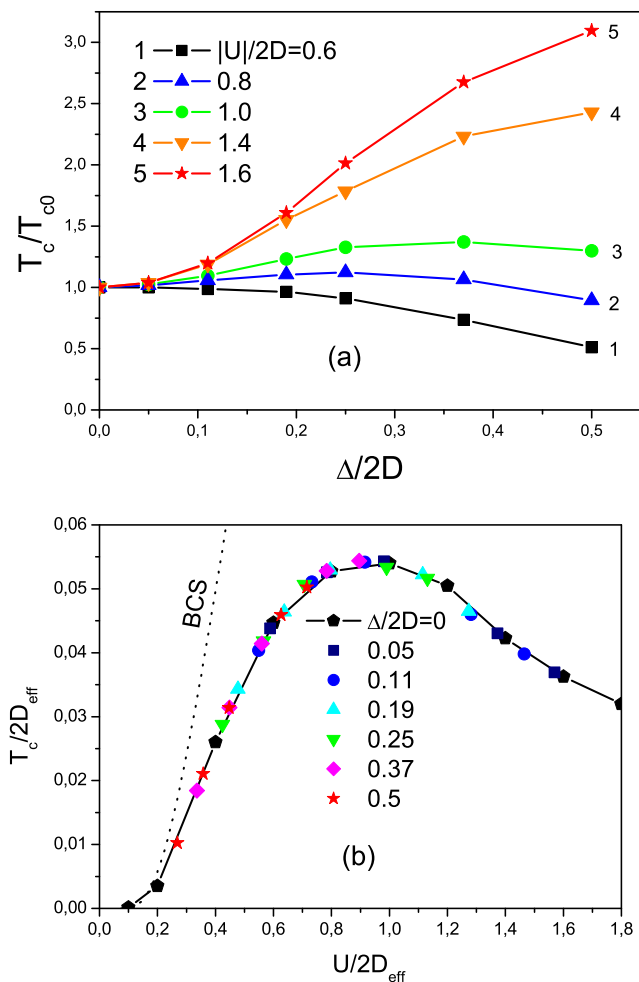 3,0
2,5
2,0
1,5
1,0
0,5
0,0
T_c/T_c0
1 |U|/2D=0.6
2 0.8
3 1.0
4 1.4
5 1.6
5
4
3
2
1
(a)
0,0 0,1 0,2 0,3 0,4 0,5
Δ/2D
0,06
0,05
0,04
0,03
0,02
0,01
0,00
T_c/2D_eff
BCS
Δ/2D=0
0.05
0.11
0.19
0.25
0.37
0.5
(b)
0,0 0,2 0,4 0,6 0,8 1,0 1,2 1,4 1,6 1,8
U/2D_eff